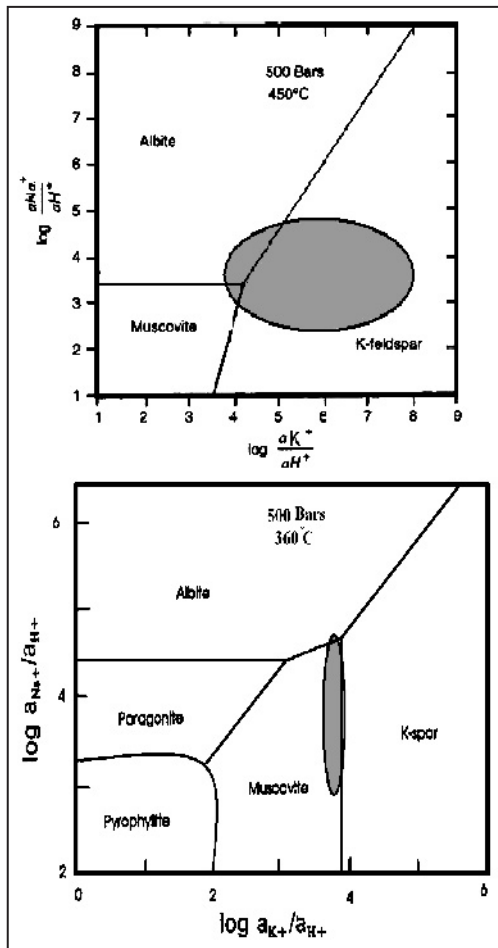 9
500 Bars
450°C
8
7
Albite
6
log aNa+/aH+
5
4
3
Muscovite
K-feldspar
2
1
1 2 3 4 5 6 7 8 9
log aK+/aH+
500 Bars
360°C
6
Albite
log aNa+/aH+
4
Paragonite
K-spar
Muscovite
Pyrophyllite
2
0 2 4 6
log aK+/aH+